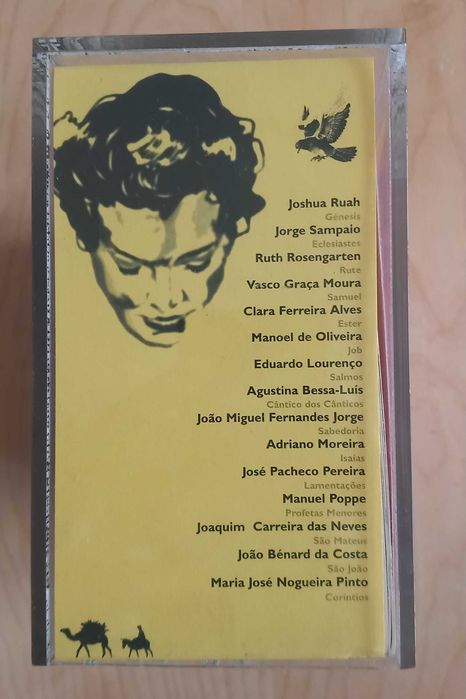 Joshua Ruah
Génesis
Jorge Sampaio
Eclesiastes
Ruth Rosengarten
Rute
Vasco Graça Moura
Samuel
Clara Ferreira Alves
Ester
Manoel de Oliveira
Job
Eduardo Lourenço
Salmos
Agustina Bessa-Luís
Cântico dos Cânticos
João Miguel Fernandes Jorge
Sabedoria
Adriano Moreira
Isaías
José Pacheco Pereira
Lamentações
Manuel Poppe
Profetas Menores
Joaquim Carreira das Neves
São Mateus
João Bénard da Costa
São João
Maria José Nogueira Pinto
Coríntios